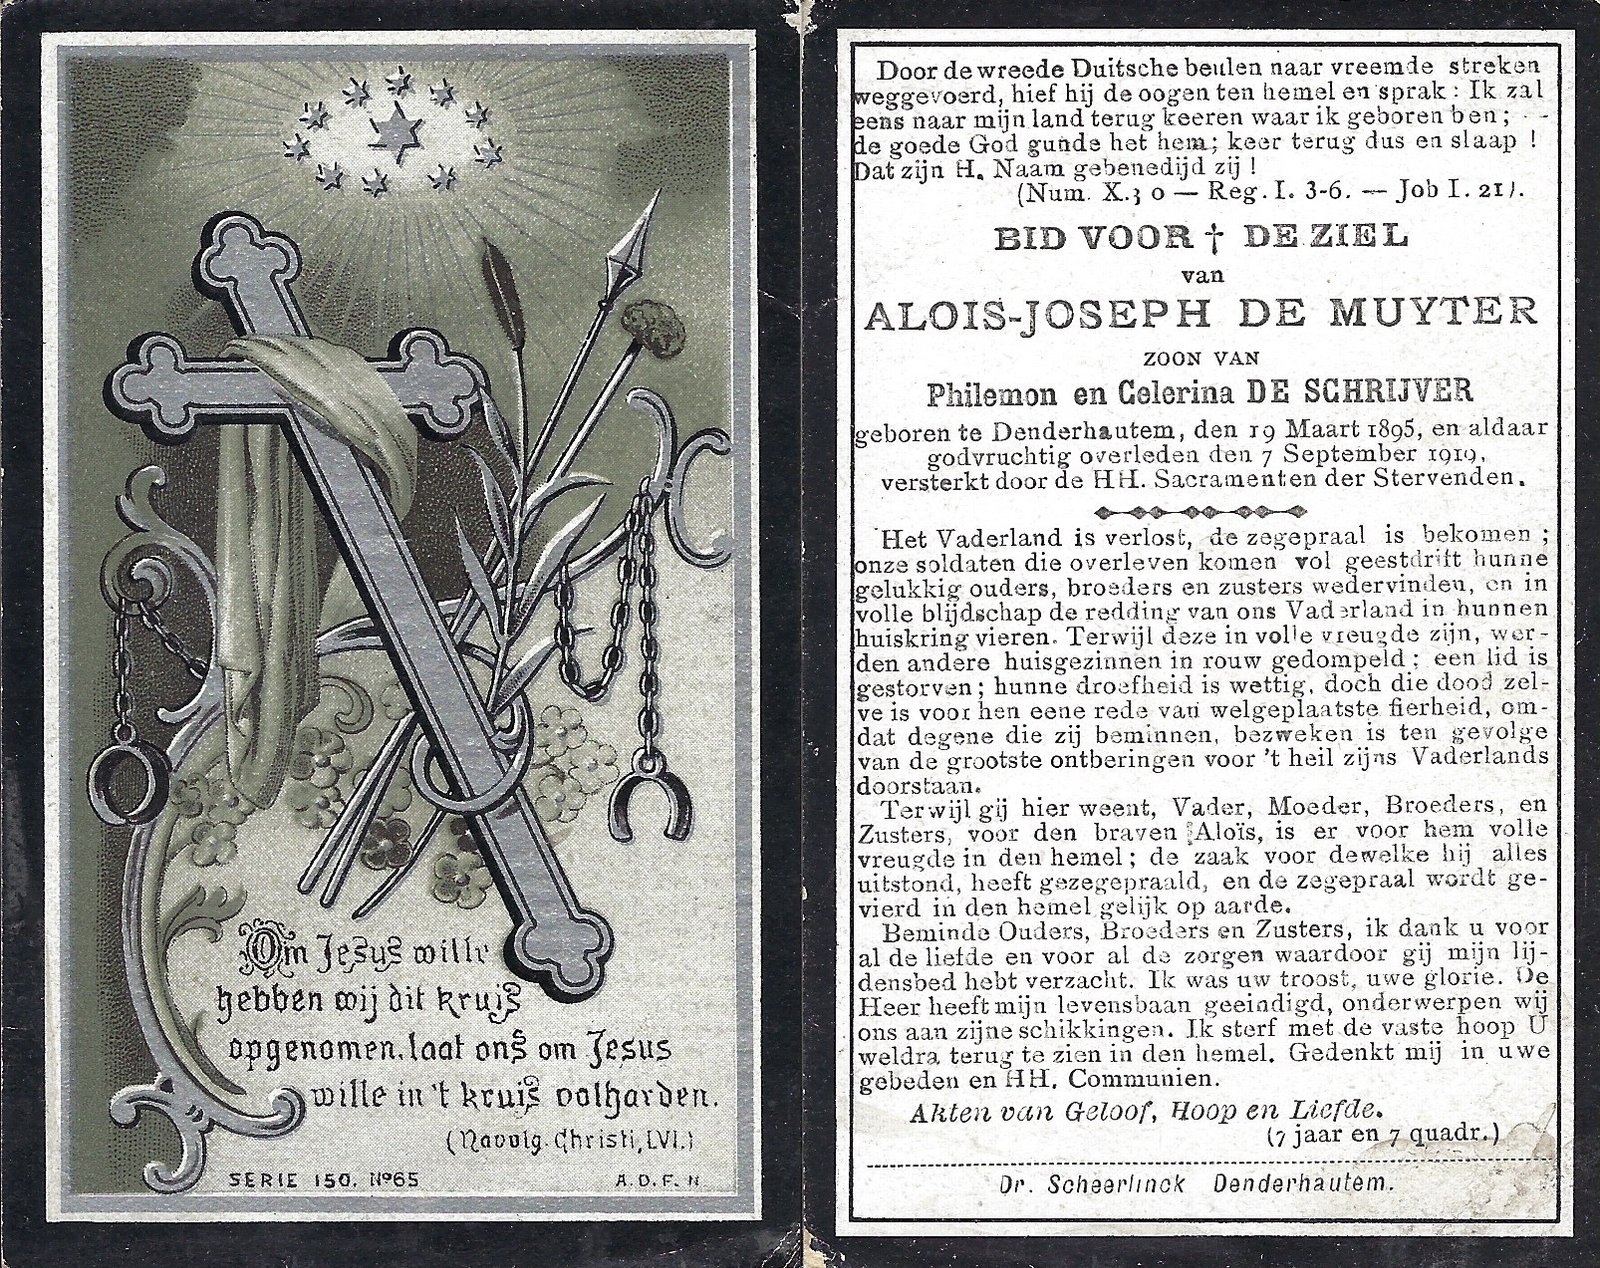 Om Jesus wille
hebben wij dit kruis
opgenomen, laat ons om Jesus
wille in 't kruis volharden.
(Navolg. Christi, LVI.)
SERIE 150. Nº65 A. D. F. N
Door de wreede Duitsche beulen naar vreemde streken
weggevoerd, hief hij de oogen ten hemel en sprak : Ik zal
eens naar mijn land terug keeren waar ik geboren ben ;
de goede God gunde het hem; keer terug dus en slaap !
Dat zijn H. Naam gebenedijd zij !
(Num. X. 30 — Reg. I. 3-6. — Job I. 21).
BID VOOR † DE ZIEL
van
ALOIS-JOSEPH DE MUYTER
ZOON VAN
Philemon en Celerina DE SCHRIJVER
geboren te Denderhautem, den 19 Maart 1895, en aldaar
godvruchtig overleden den 7 September 1919,
versterkt door de HH. Sacramenten der Stervenden.
Het Vaderland is verlost, de zegepraal is bekomen ;
onze soldaten die overleven komen vol geestdrift hunne
gelukkig ouders, broeders en zusters wedervinden, en in
volle blijdschap de redding van ons Vaderland in hunnen
huiskring vieren. Terwijl deze in volle vreugde zijn, wer-
den andere huisgezinnen in rouw gedompeld ; een lid is
gestorven ; hunne droefheid is wettig, doch die dood zel-
ve is voor hen eene rede van welgeplaatste fierheid, om-
dat degene die zij beminnen, bezweken is ten gevolge
van de grootste ontberingen voor 't heil zijns Vaderlands
doorstaan.
Terwijl gij hier weent, Vader, Moeder, Broeders, en
Zusters, voor den braven Aloïs, is er voor hem volle
vreugde in den hemel ; de zaak voor dewelke hij alles
uitstond, heeft gezegepraald, en de zegepraal wordt ge-
vierd in den hemel gelijk op aarde.
Beminde Ouders, Broeders en Zusters, ik dank u voor
al de liefde en voor al de zorgen waardoor gij mijn lij-
densbed hebt verzacht. Ik was uw troost, uwe glorie. De
Heer heeft mijn levensbaan geeindigd, onderwerpen wij
ons aan zijne schikkingen. Ik sterf met de vaste hoop U
weldra terug te zien in den hemel. Gedenkt mij in uwe
gebeden en HH. Communien.
Akten van Geloof, Hoop en Liefde.
(7 jaar en 7 quadr.)
Dr. Scheerlinck Denderhautem.